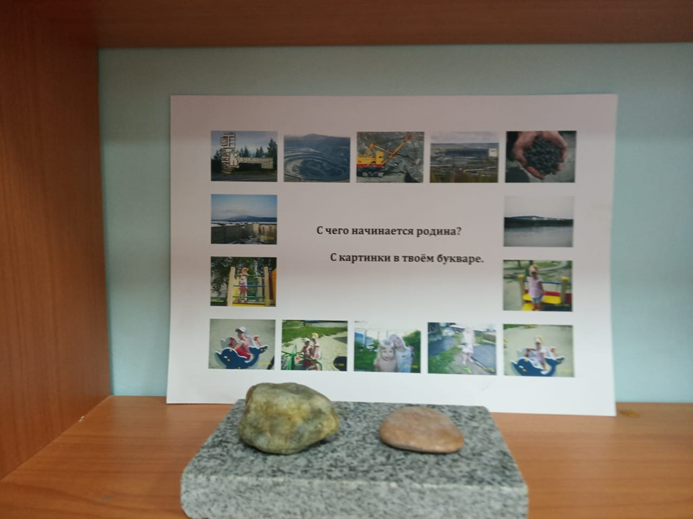 С чего начинается родина?
С картинки в твоём букваре.